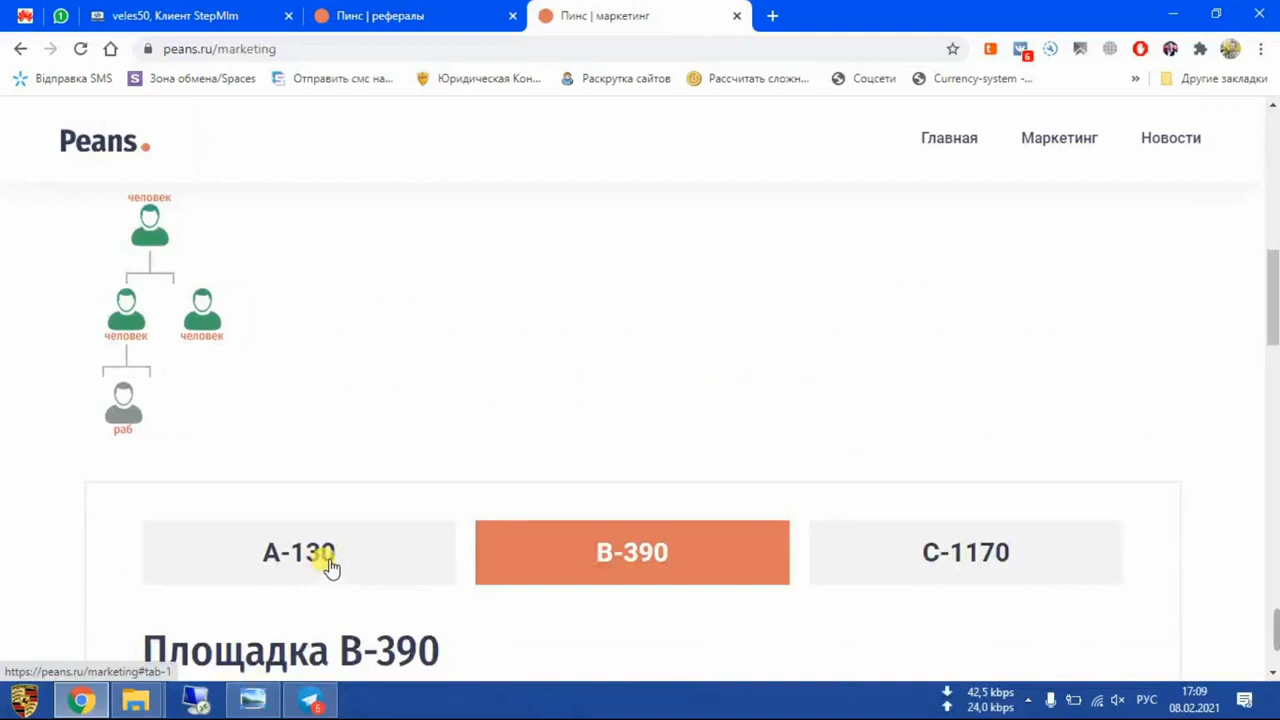 veles50, Клиент StepMlm
Пинс | рефералы
Пинс | маркетинг
peans.ru/marketing
6
Відправка SMS
S Зона обмена/Spaces
Отправить смс на...
Юридическая Кон...
Раскрутка сайтов
Рассчитать сложн...
Соцсети
Currency-system -...
»
Другие закладки
Peans.
Главная
Маркетинг
Новости
человек
человек
человек
раб
A-130
B-390
C-1170
Площадка B-390
https://peans.ru/marketing#tab-1
6
42,5 kbps
24,0 kbps
РУС
17:09
08.02.2021